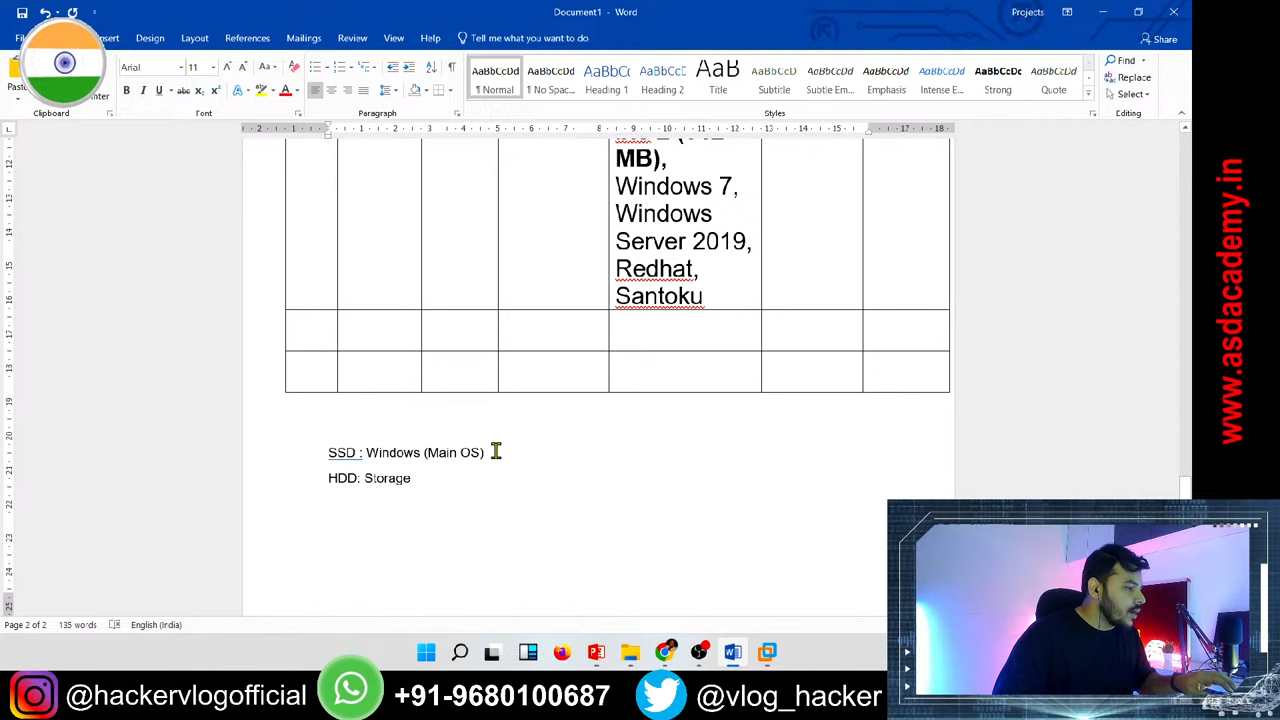 Document1 - Word
Projects
Design
Layout
References
Mailings
Review
View
Help
Tell me what you want to do
Share
Arial
11
Find
Replace
Select
AaBbCcDd
AaBbCcDd
AaBbCc
AaBbCcC
AaB
AaBbCcD
AaBbCcDd
AaBbCcDd
AaBbCcDd
AaBbCcDc
AaBbCcDd
¶ Normal
¶ No Spac...
Heading 1
Heading 2
Title
Subtitle
Subtle Em...
Emphasis
Intense E...
Strong
Quote
Clipboard
Font
Paragraph
Styles
Editing
MB),
Windows 7,
Windows
Server 2019,
Redhat,
Santoku
SSD : Windows (Main OS)
HDD: Storage
www.asdacademy.in
Page 2 of 2
135 words
English (India)
@hackervlogofficial
+91-9680100687
@vlog_hacker